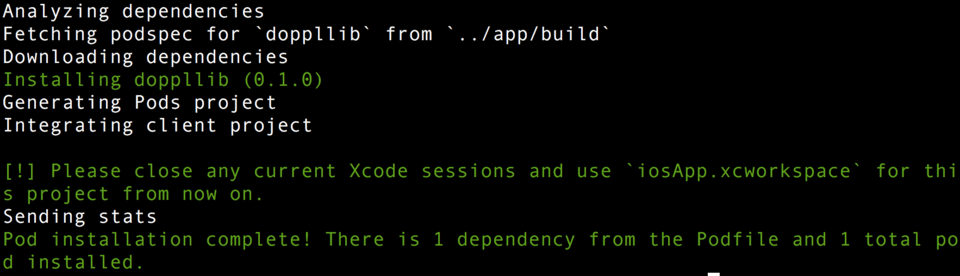 Analyzing dependencies
Fetching podspec for `doppllib` from `../app/build`
Downloading dependencies
Installing doppllib (0.1.0)
Generating Pods project
Integrating client project
[!] Please close any current Xcode sessions and use `iosApp.xcworkspace` for thi
s project from now on.
Sending stats
Pod installation complete! There is 1 dependency from the Podfile and 1 total po
d installed.